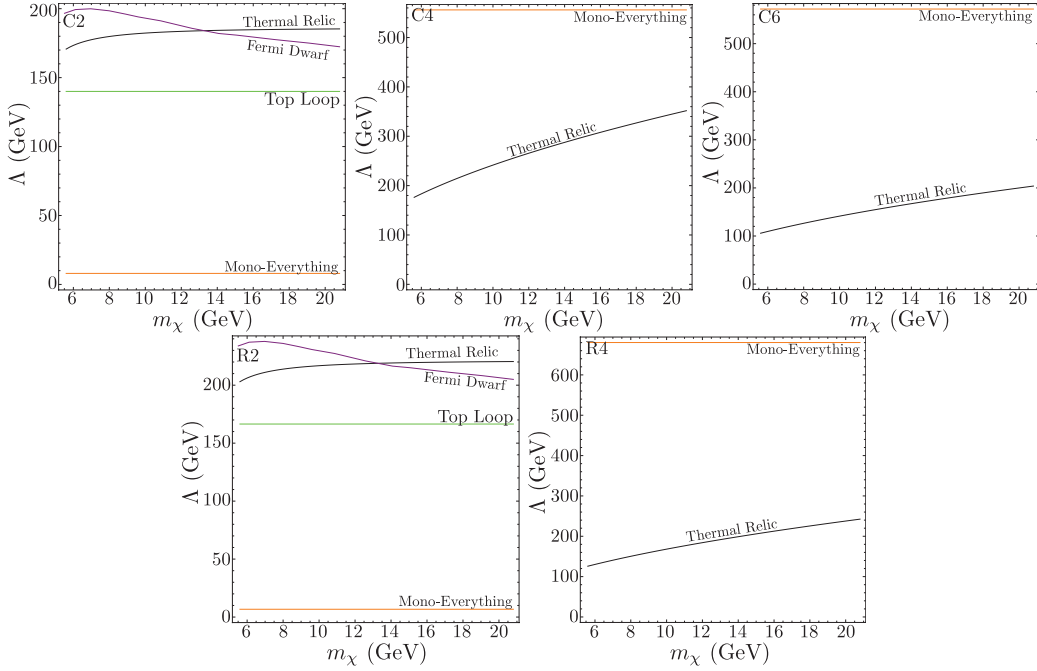 C2
Thermal Relic
Fermi Dwarf
Top Loop
Mono-Everything
Λ (GeV)
200
150
100
50
0
6 8 10 12 14 16 18 20
m_χ (GeV)
C4
Mono-Everything
Thermal Relic
Λ (GeV)
500
400
300
200
100
0
6 8 10 12 14 16 18 20
m_χ (GeV)
C6
Mono-Everything
Thermal Relic
Λ (GeV)
500
400
300
200
100
0
6 8 10 12 14 16 18 20
m_χ (GeV)
R2
Thermal Relic
Fermi Dwarf
Top Loop
Mono-Everything
Λ (GeV)
200
150
100
50
0
6 8 10 12 14 16 18 20
m_χ (GeV)
R4
Mono-Everything
Thermal Relic
Λ (GeV)
600
500
400
300
200
100
0
6 8 10 12 14 16 18 20
m_χ (GeV)